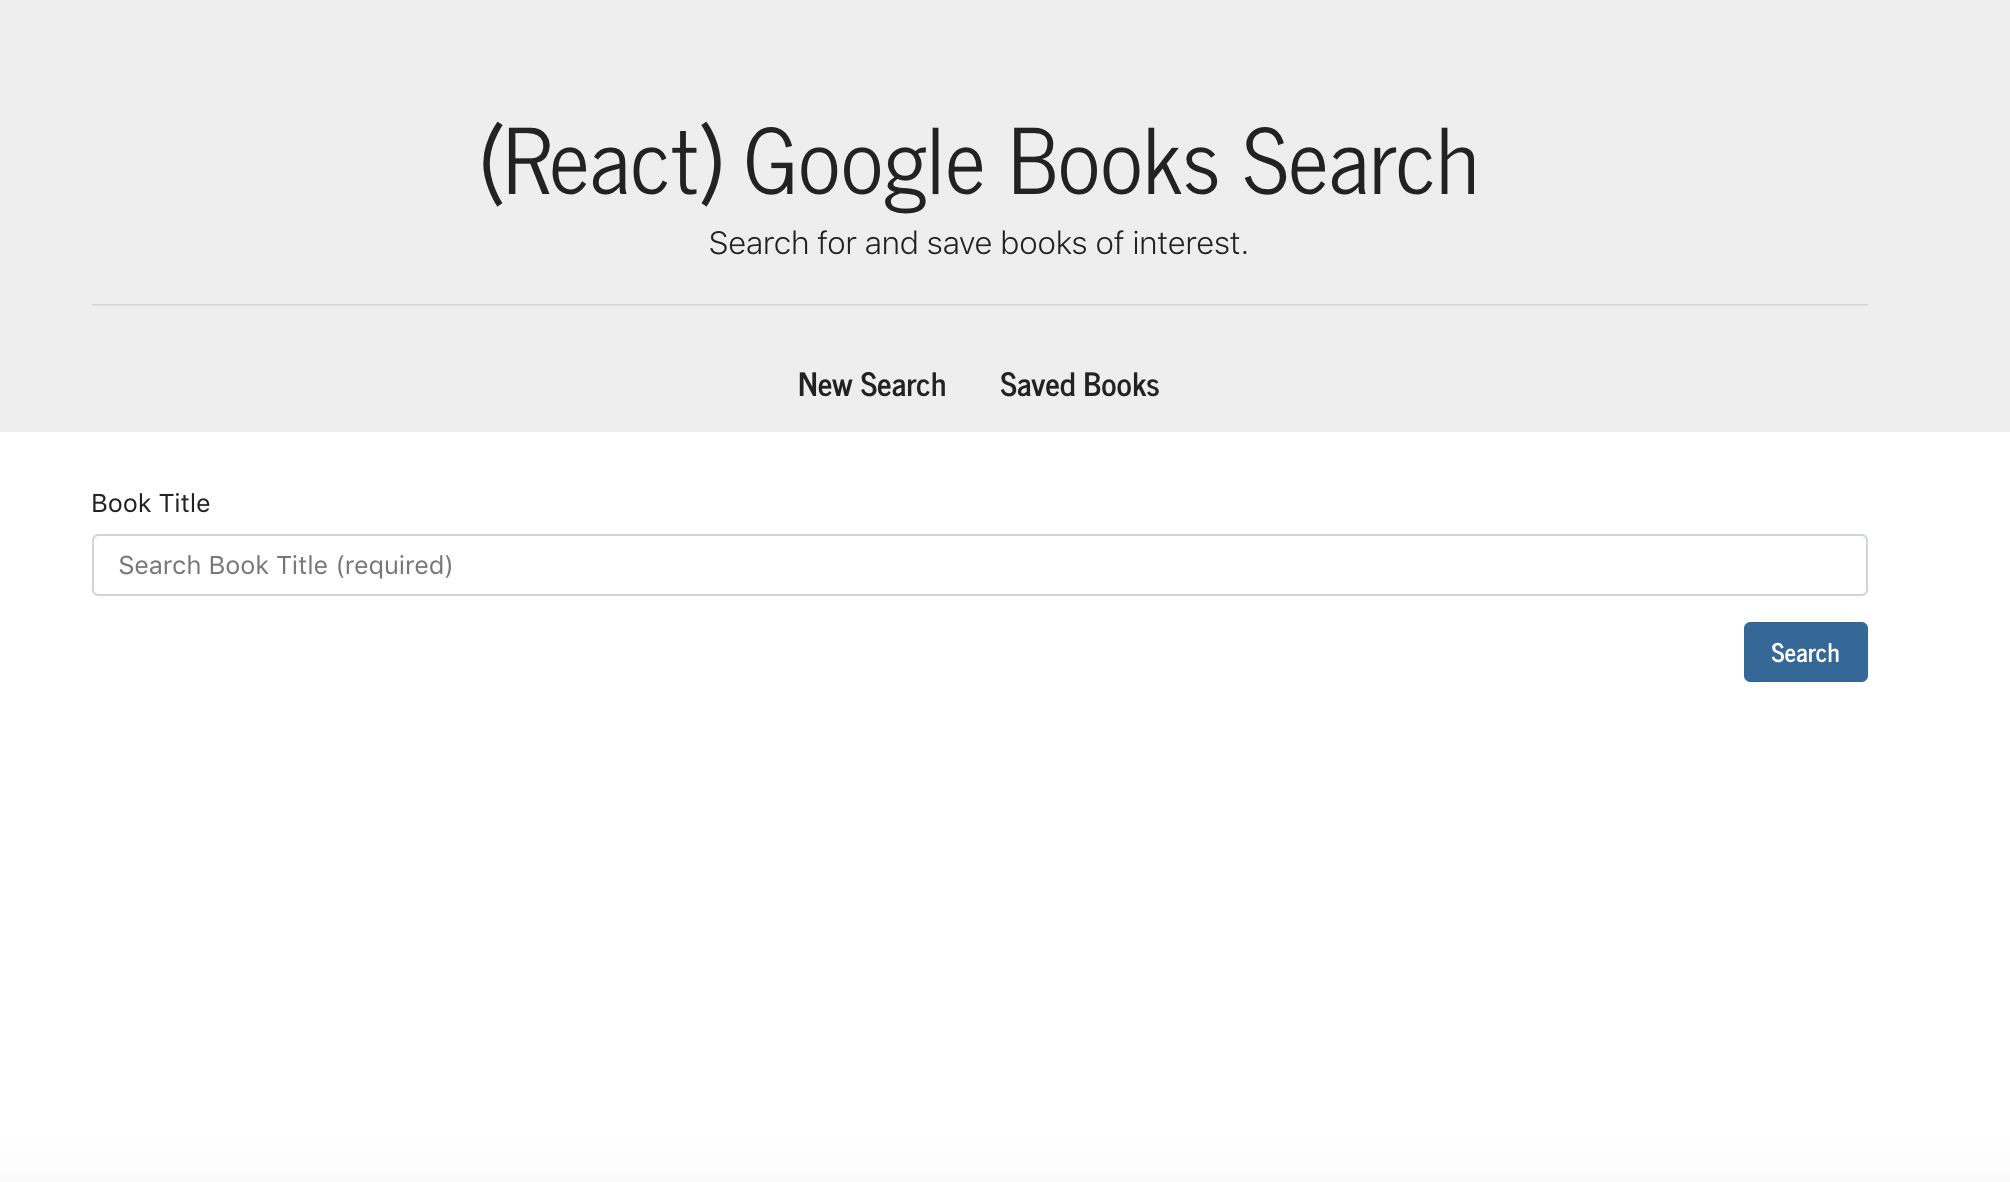 (React) Google Books Search
Search for and save books of interest.
New Search Saved Books
Book Title
Search Book Title (required)
Search